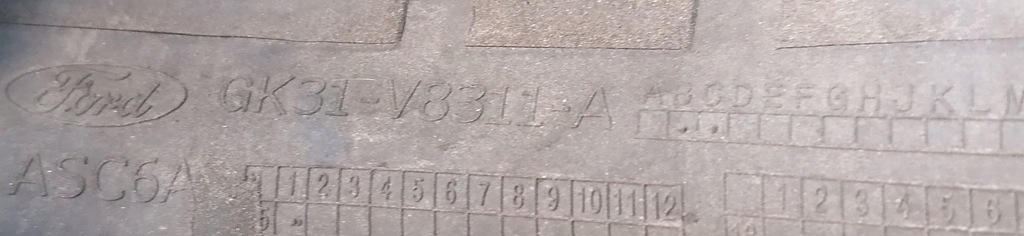 Ford GK31-V8311-A A B C D E F G H J K L M
ASC6A 1 2 3 4 5 6 7 8 9 10 11 12 1 2 3 4 5 6